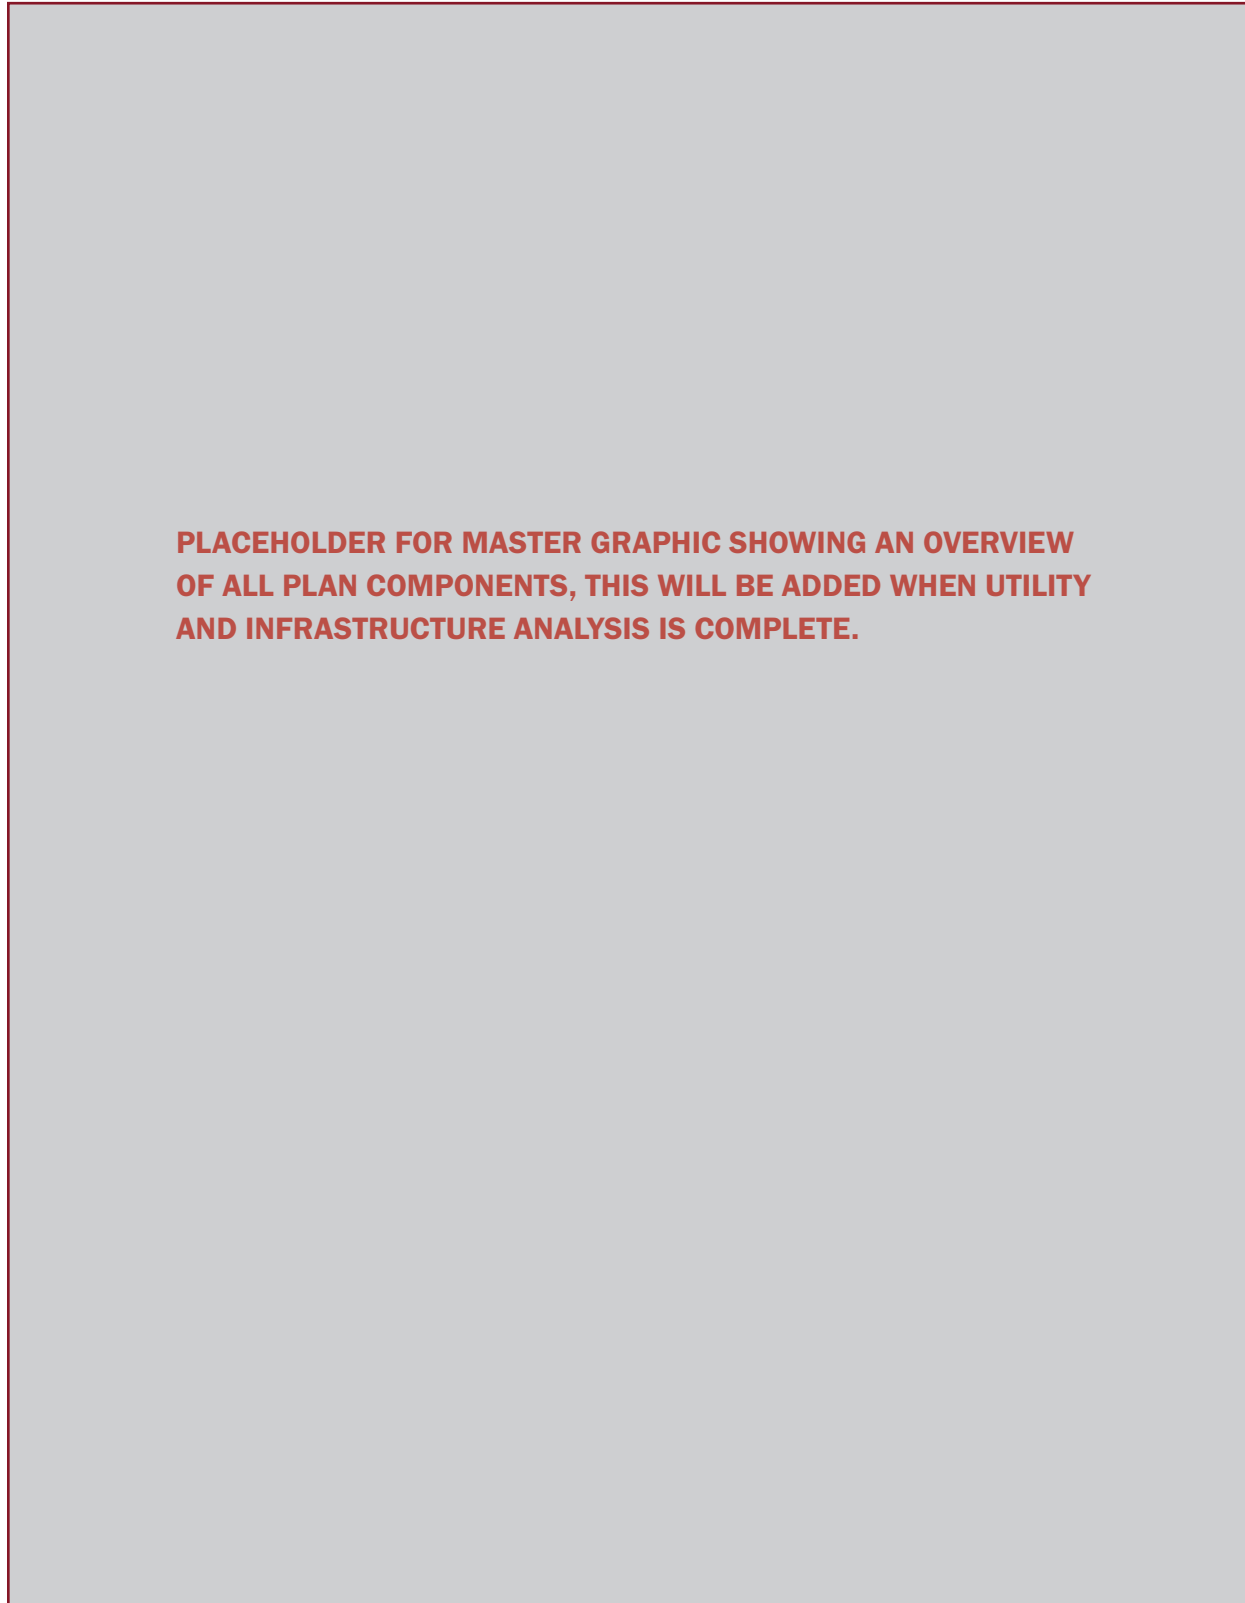 PLACEHOLDER FOR MASTER GRAPHIC SHOWING AN OVERVIEW
OF ALL PLAN COMPONENTS, THIS WILL BE ADDED WHEN UTILITY
AND INFRASTRUCTURE ANALYSIS IS COMPLETE.